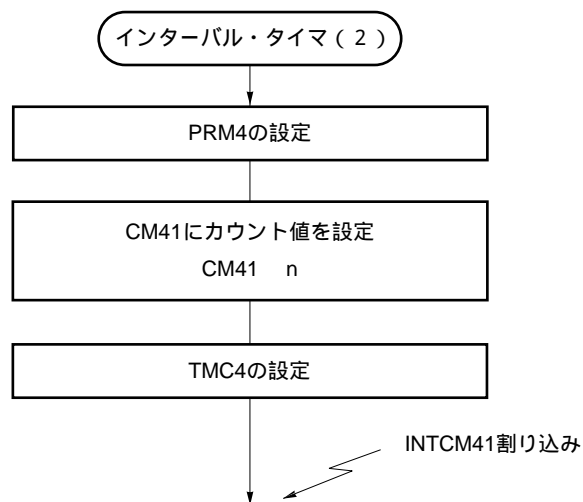 インターバル・タイマ（2）
PRM4の設定
CM41にカウント値を設定
CM41　n
TMC4の設定
INTCM41割り込み